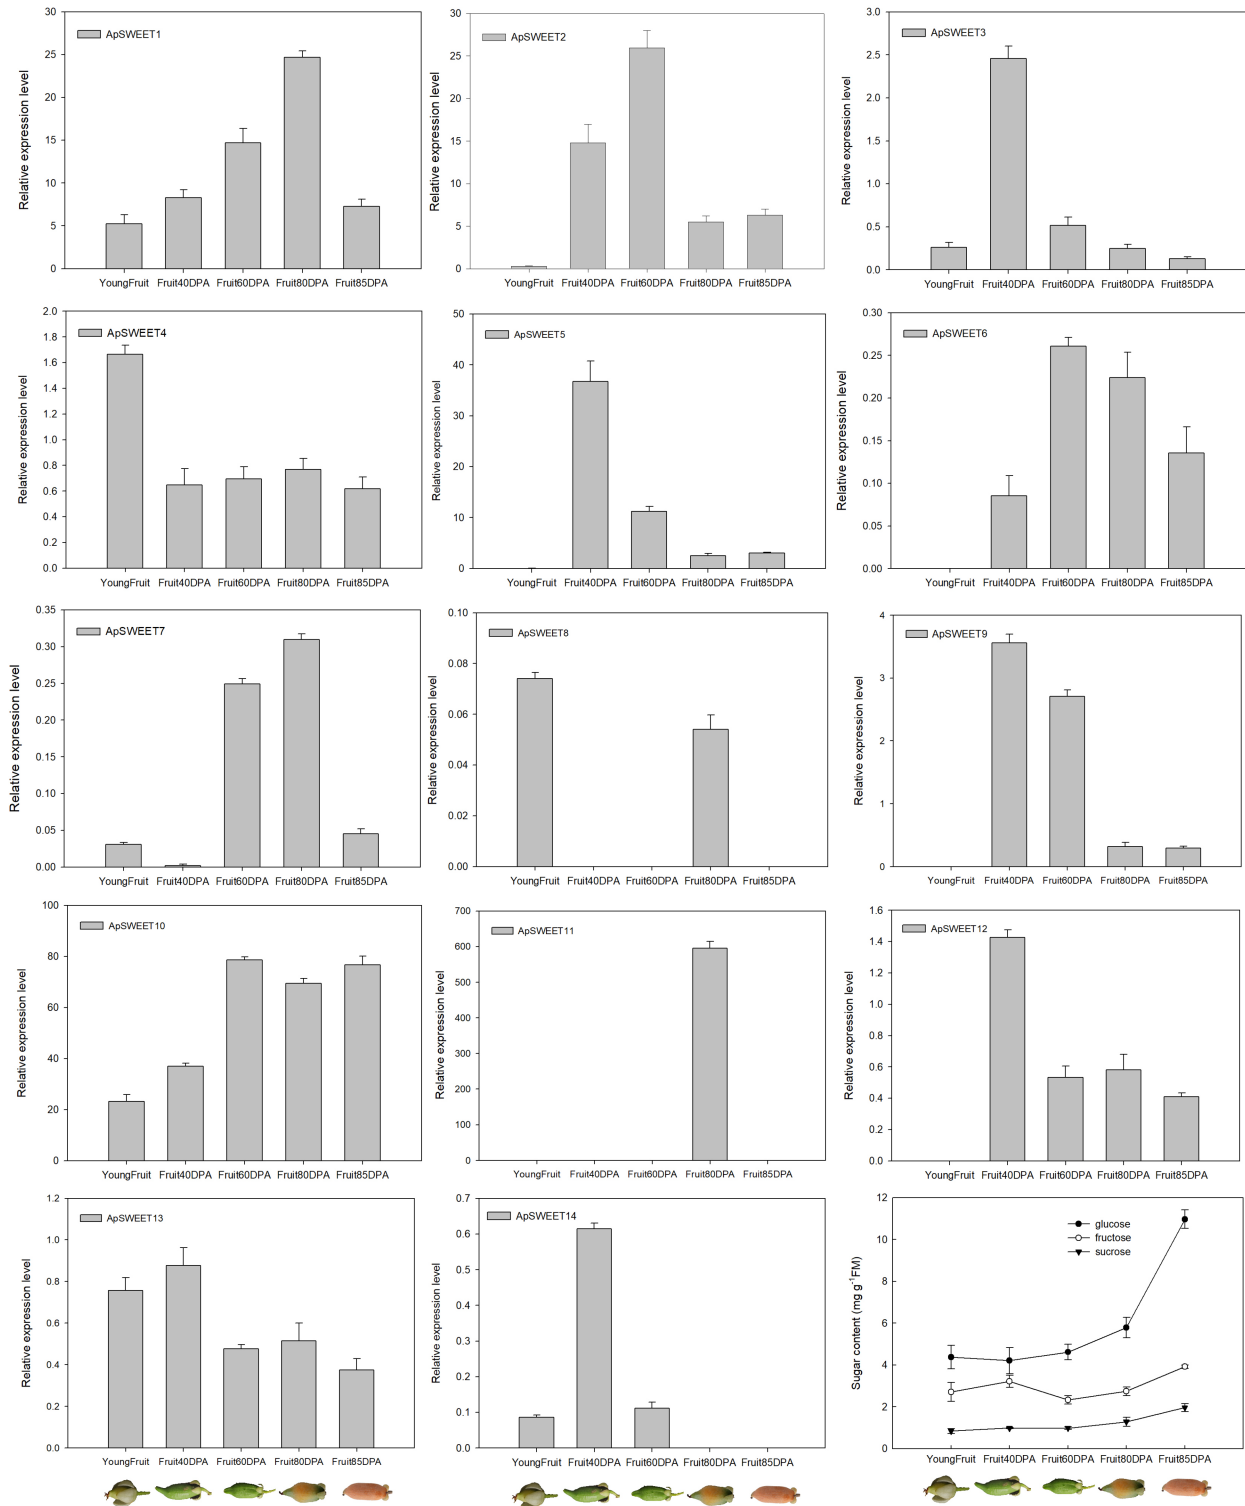 ApSWEET1
Relative expression level
30
25
20
15
10
5
0
YoungFruit Fruit40DPA Fruit60DPA Fruit80DPA Fruit85DPA
ApSWEET2
Relative expression level
30
25
20
15
10
5
0
YoungFruit Fruit40DPA Fruit60DPA Fruit80DPA Fruit85DPA
ApSWEET3
Relative expression level
3.0
2.5
2.0
1.5
1.0
0.5
0.0
YoungFruit Fruit40DPA Fruit60DPA Fruit80DPA Fruit85DPA
ApSWEET4
Relative expression level
2.0
1.8
1.6
1.4
1.2
1.0
0.8
0.6
0.4
0.2
0.0
YoungFruit Fruit40DPA Fruit60DPA Fruit80DPA Fruit85DPA
ApSWEET5
Relative expression level
50
40
30
20
10
0
YoungFruit Fruit40DPA Fruit60DPA Fruit80DPA Fruit85DPA
ApSWEET6
Relative expression level
0.30
0.25
0.20
0.15
0.10
0.05
0.00
YoungFruit Fruit40DPA Fruit60DPA Fruit80DPA Fruit85DPA
ApSWEET7
Relative expression level
0.35
0.30
0.25
0.20
0.15
0.10
0.05
0.00
YoungFruit Fruit40DPA Fruit60DPA Fruit80DPA Fruit85DPA
ApSWEET8
Relative expression level
0.10
0.08
0.06
0.04
0.02
0.00
YoungFruit Fruit40DPA Fruit60DPA Fruit80DPA Fruit85DPA
ApSWEET9
Relative expression level
4
3
2
1
0
YoungFruit Fruit40DPA Fruit60DPA Fruit80DPA Fruit85DPA
ApSWEET10
Relative expression level
100
80
60
40
20
0
YoungFruit Fruit40DPA Fruit60DPA Fruit80DPA Fruit85DPA
ApSWEET11
Relative expression level
700
600
500
400
300
200
100
0
YoungFruit Fruit40DPA Fruit60DPA Fruit80DPA Fruit85DPA
ApSWEET12
Relative expression level
1.6
1.4
1.2
1.0
0.8
0.6
0.4
0.2
0.0
YoungFruit Fruit40DPA Fruit60DPA Fruit80DPA Fruit85DPA
ApSWEET13
Relative expression level
1.2
1.0
0.8
0.6
0.4
0.2
0.0
YoungFruit Fruit40DPA Fruit60DPA Fruit80DPA Fruit85DPA
ApSWEET14
Relative expression level
0.7
0.6
0.5
0.4
0.3
0.2
0.1
0.0
YoungFruit Fruit40DPA Fruit60DPA Fruit80DPA Fruit85DPA
glucose
fructose
sucrose
Sugar content (mg g⁻¹FM)
12
10
8
6
4
2
0
YoungFruit Fruit40DPA Fruit60DPA Fruit80DPA Fruit85DPA